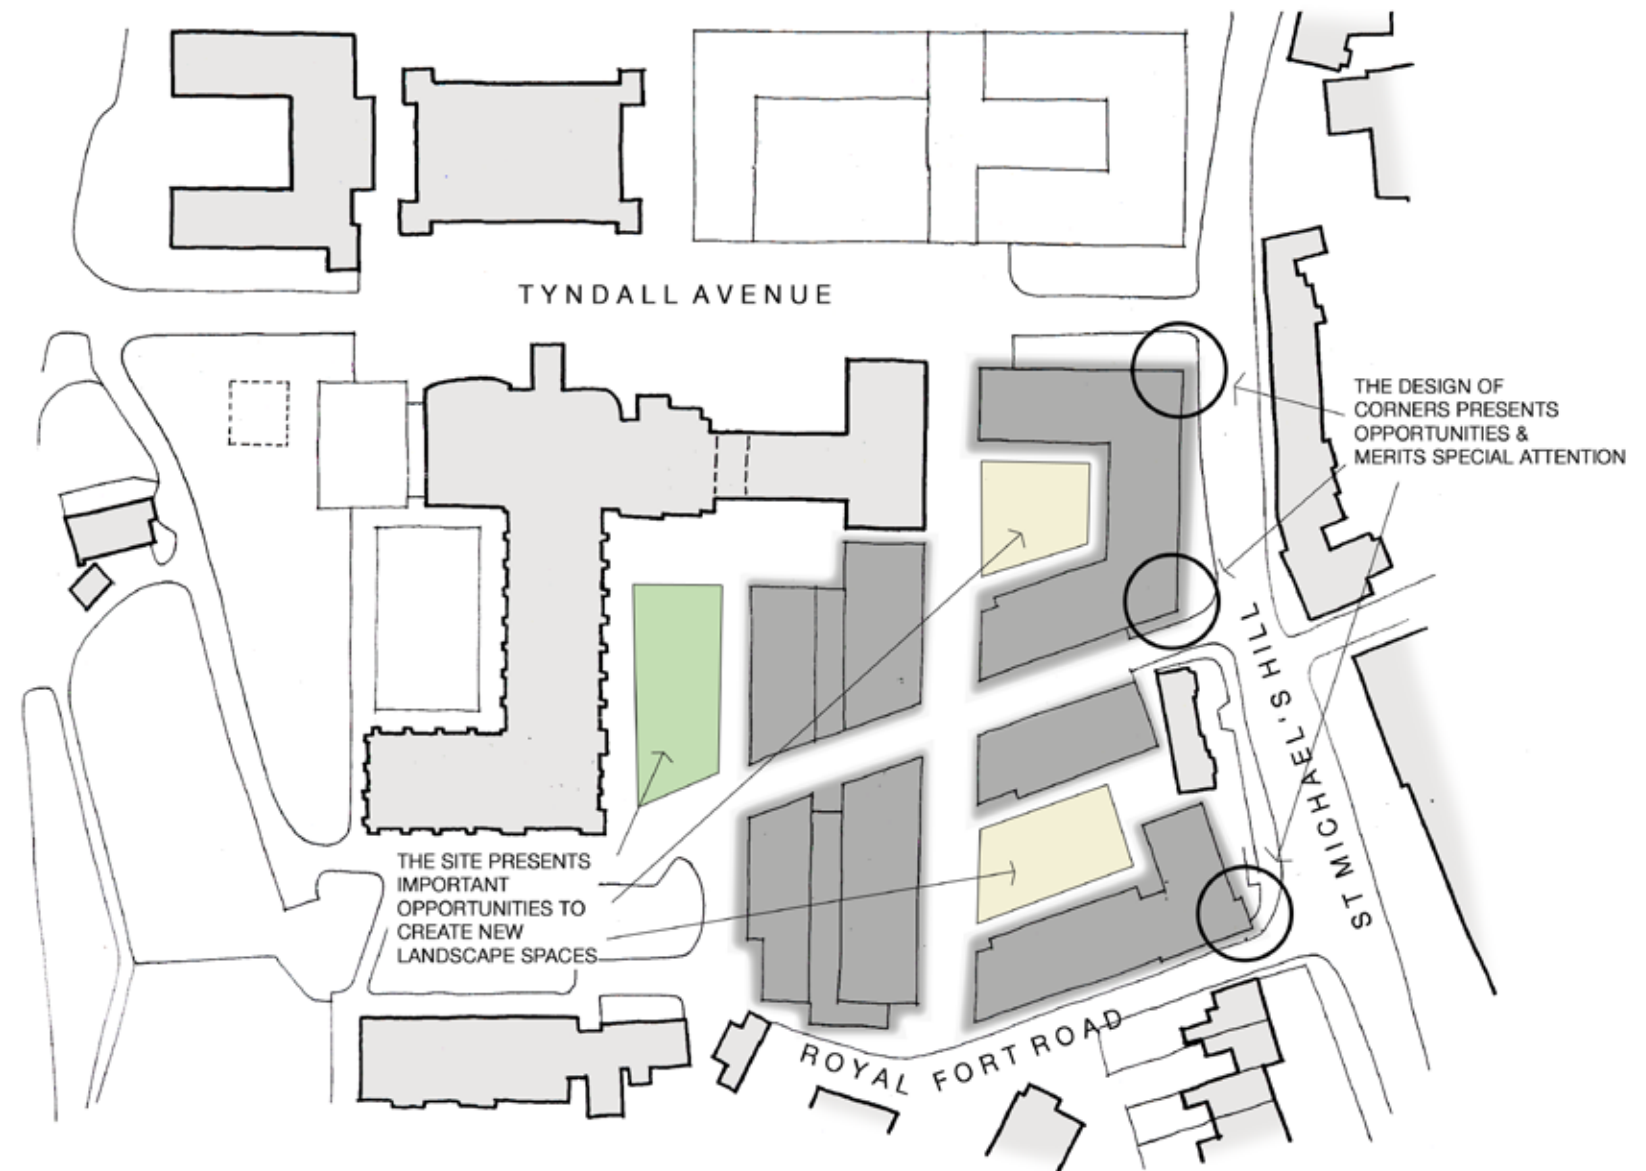 TYNDALL AVENUE
THE DESIGN OF
CORNERS PRESENTS
OPPORTUNITIES &
MERITS SPECIAL ATTENTION
ST MICHAEL'S HILL
THE SITE PRESENTS
IMPORTANT
OPPORTUNITIES TO
CREATE NEW
LANDSCAPE SPACES
ROYAL FORT ROAD